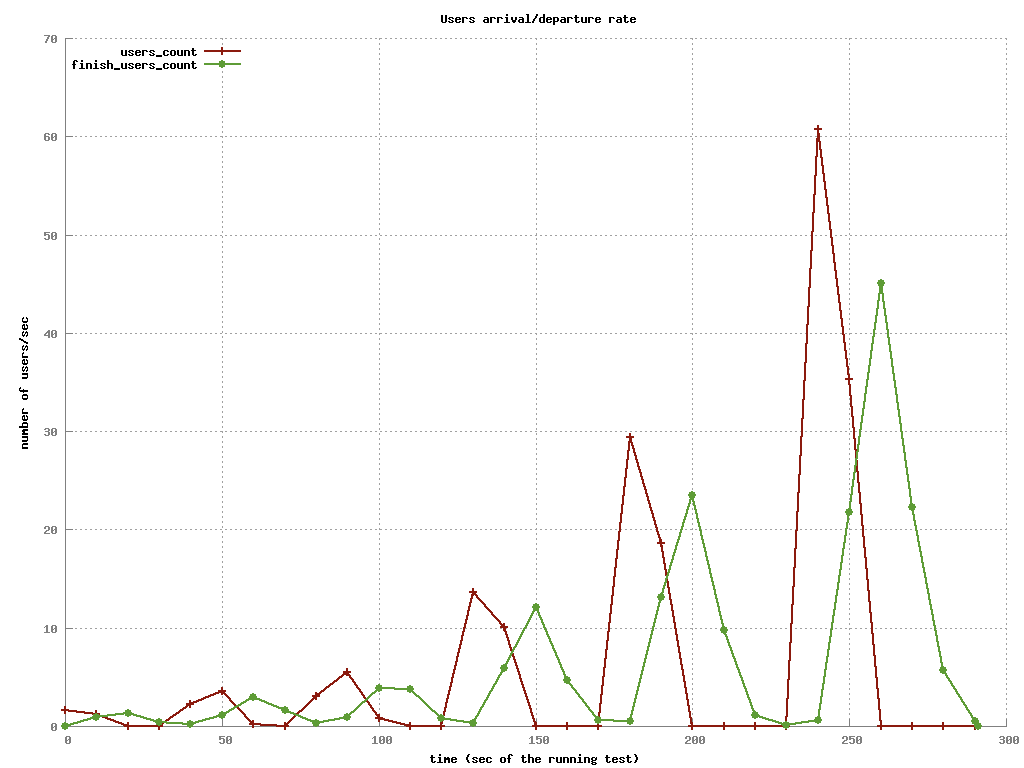 Users arrival/departure rate
users_count
finish_users_count
70
60
50
40
30
20
10
0
number of users/sec
0 50 100 150 200 250 300
time (sec of the running test)